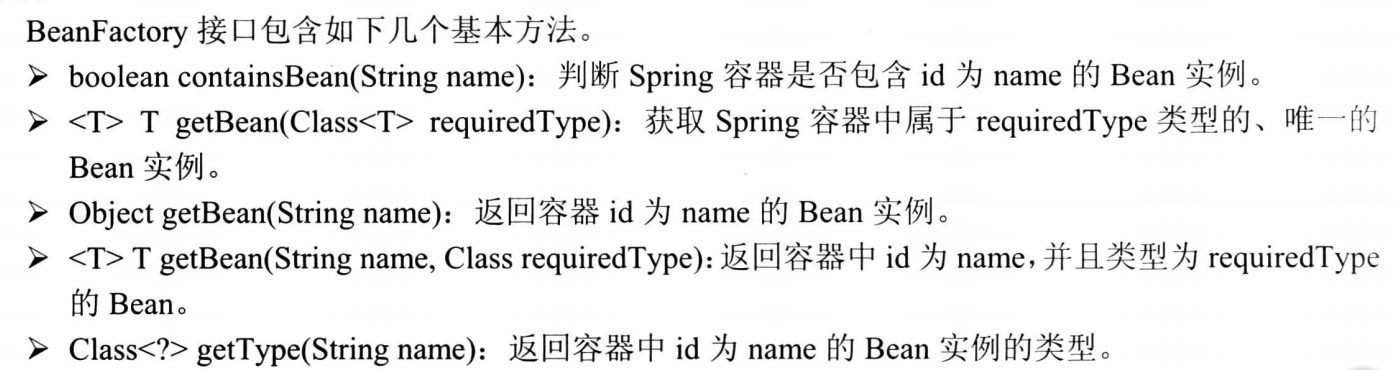 BeanFactory 接口包含如下几个基本方法。
➢ boolean containsBean(String name)：判断 Spring 容器是否包含 id 为 name 的 Bean 实例。
➢ <T> T getBean(Class<T> requiredType)：获取 Spring 容器中属于 requiredType 类型的、唯一的
Bean 实例。
➢ Object getBean(String name)：返回容器 id 为 name 的 Bean 实例。
➢ <T> T getBean(String name, Class requiredType)：返回容器中 id 为 name，并且类型为 requiredType
的 Bean。
➢ Class<?> getType(String name)：返回容器中 id 为 name 的 Bean 实例的类型。